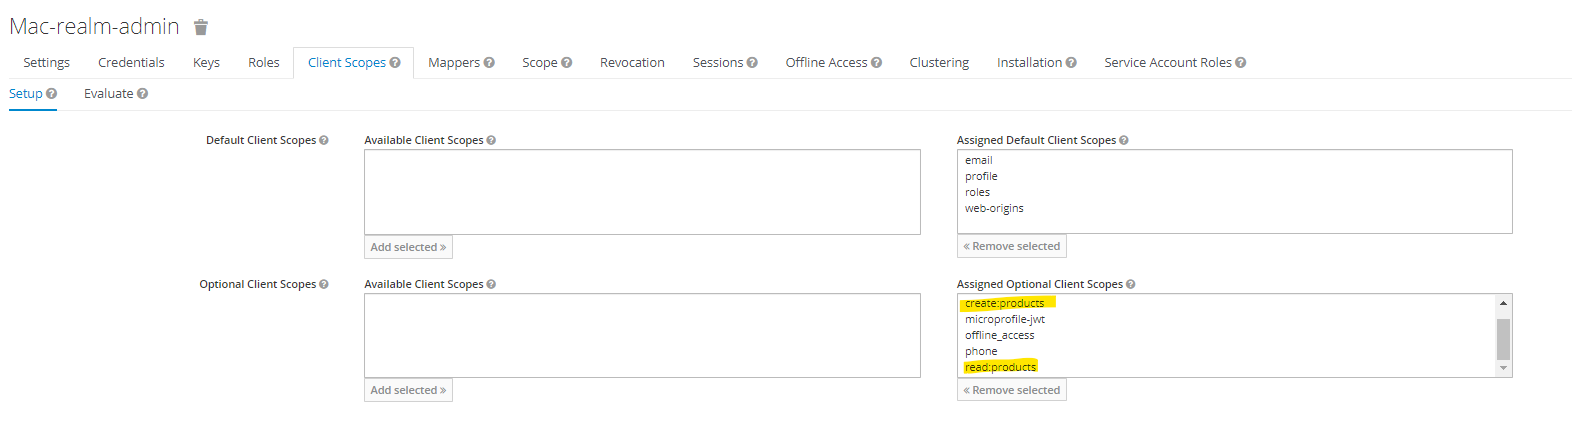 Mac-realm-admin
Settings Credentials Keys Roles Client Scopes Mappers Scope Revocation Sessions Offline Access Clustering Installation Service Account Roles
Setup Evaluate
Default Client Scopes Available Client Scopes Assigned Default Client Scopes
email
profile
roles
web-origins
Add selected » « Remove selected
Optional Client Scopes Available Client Scopes Assigned Optional Client Scopes
create:products
microprofile-jwt
offline_access
phone
read:products
Add selected » « Remove selected